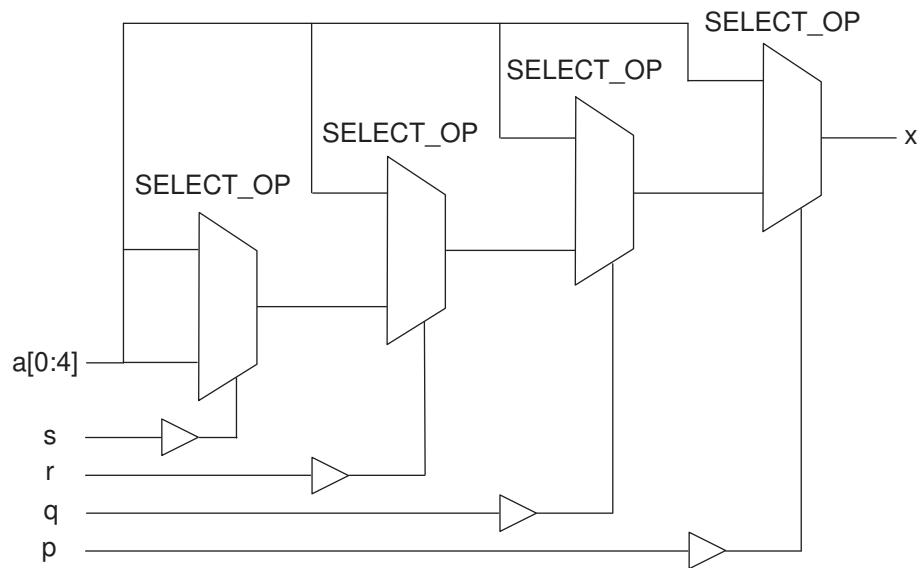 SELECT_OP
SELECT_OP
SELECT_OP
SELECT_OP
x
a[0:4]
s
r
q
p